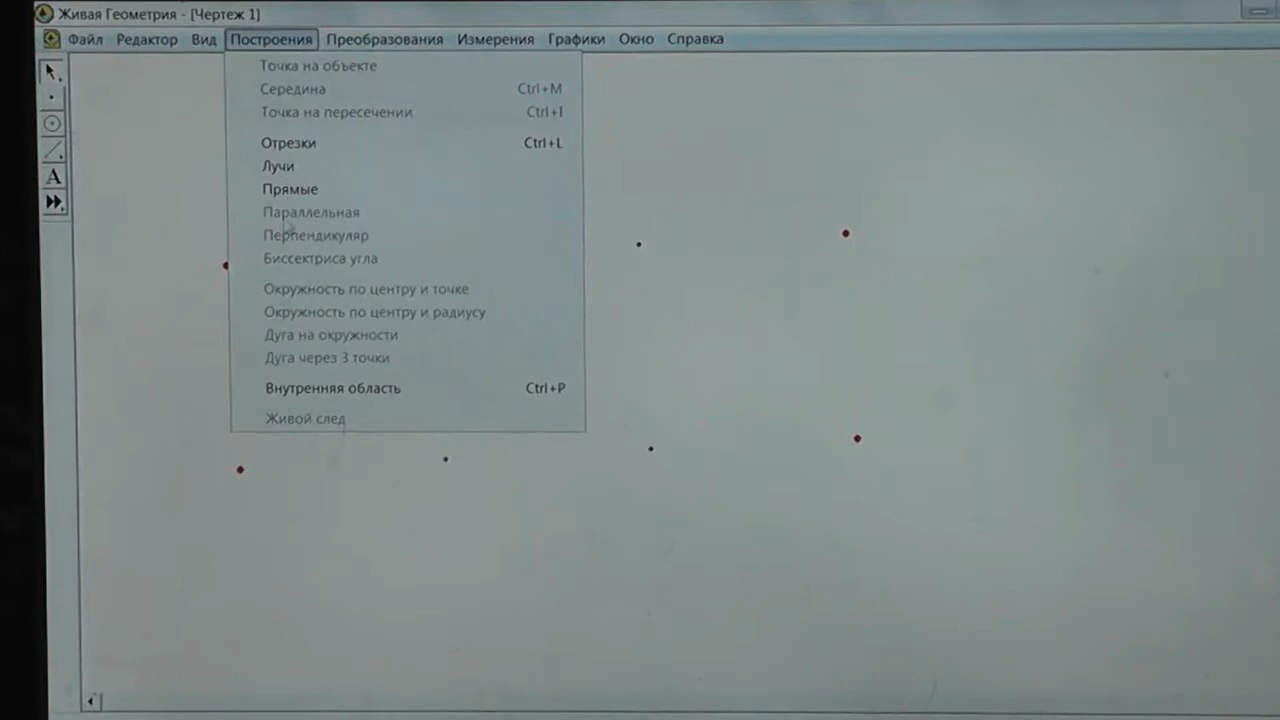 Живая Геометрия - [Чертеж 1]
Файл Редактор Вид Построения Преобразования Измерения Графики Окно Справка
Точка на объекте
Середина Ctrl+M
Точка на пересечении Ctrl+I
Отрезки Ctrl+L
Лучи
Прямые
Параллельная
Перпендикуляр
Биссектриса угла
Окружность по центру и точке
Окружность по центру и радиусу
Дуга на окружности
Дуга через 3 точки
Внутренняя область Ctrl+P
Живой след
A